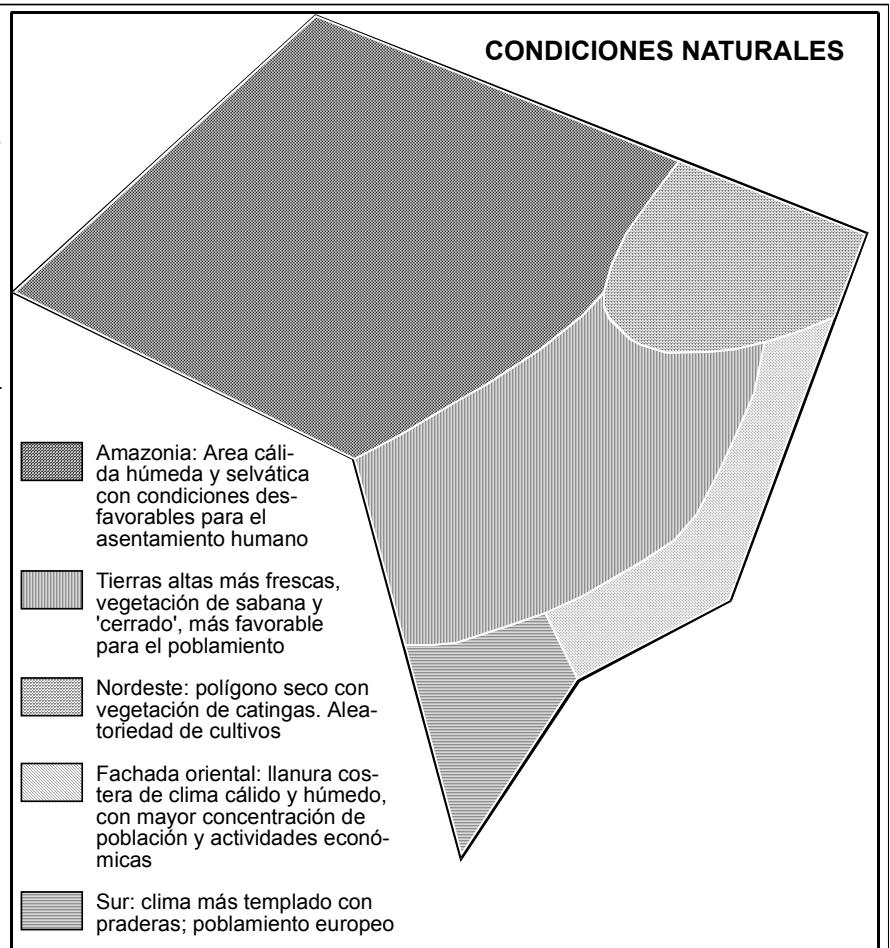 CONDICIONES NATURALES
Amazonia: Area cáli-
da húmeda y selvática
con condiciones des-
favorables para el
asentamiento humano
Tierras altas más frescas,
vegetación de sabana y
'cerrado', más favorable
para el poblamiento
Nordeste: polígono seco con
vegetación de catingas. Alea-
toriedad de cultivos
Fachada oriental: llanura cos-
tera de clima cálido y húmedo,
con mayor concentración de
población y actividades econó-
micas
Sur: clima más templado con
praderas; poblamiento europeo